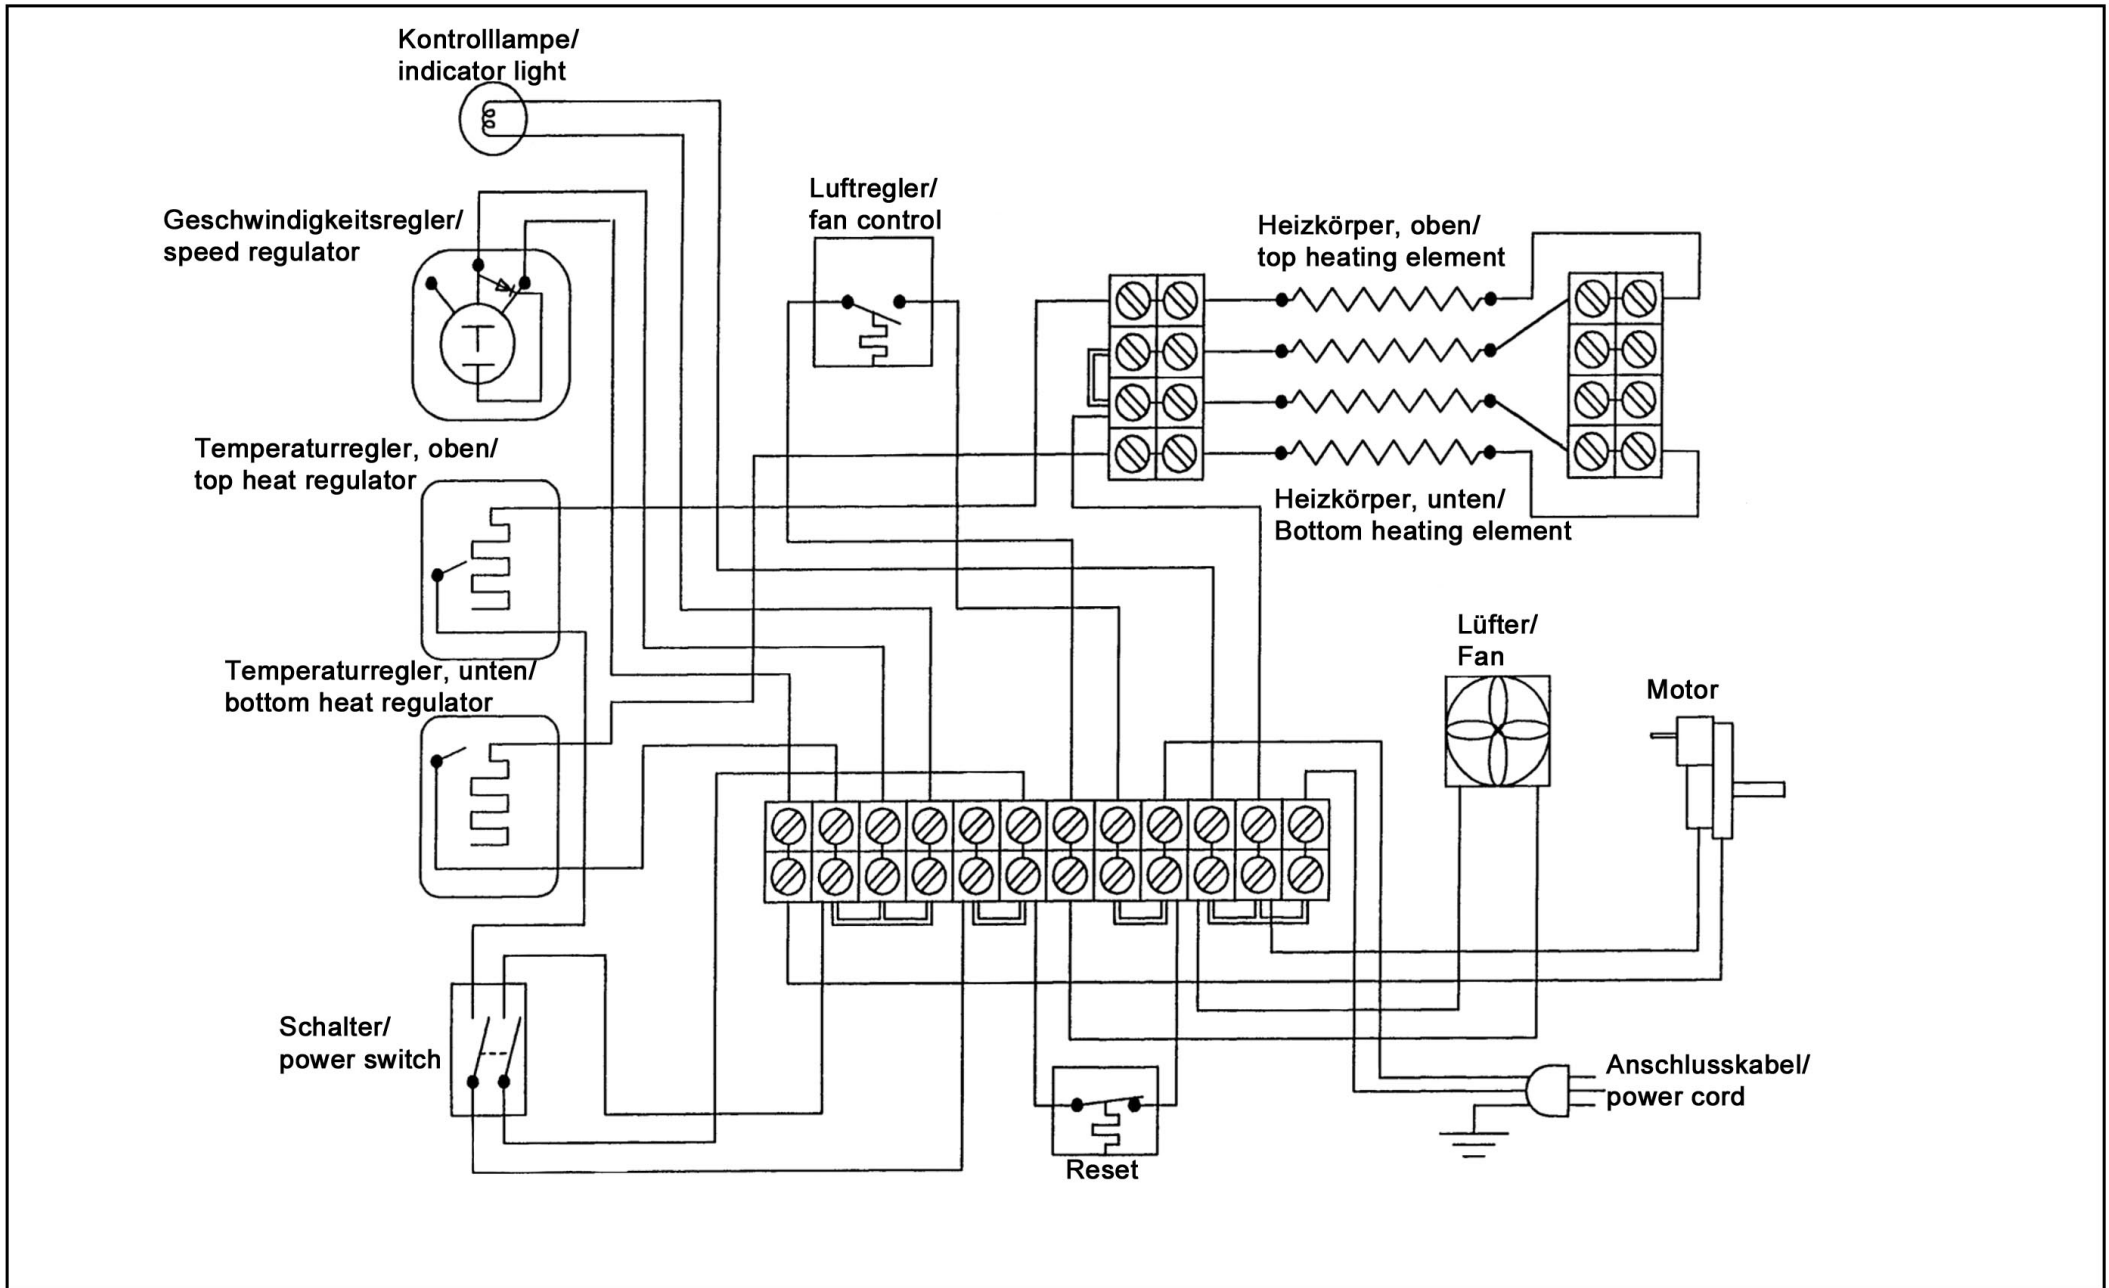 Kontrolllampe/
indicator light
Geschwindigkeitsregler/
speed regulator
Luftregler/
fan control
Heizkörper, oben/
top heating element
Temperaturregler, oben/
top heat regulator
Heizkörper, unten/
Bottom heating element
Temperaturregler, unten/
bottom heat regulator
Lüfter/
Fan
Motor
Schalter/
power switch
Anschlusskabel/
power cord
Reset